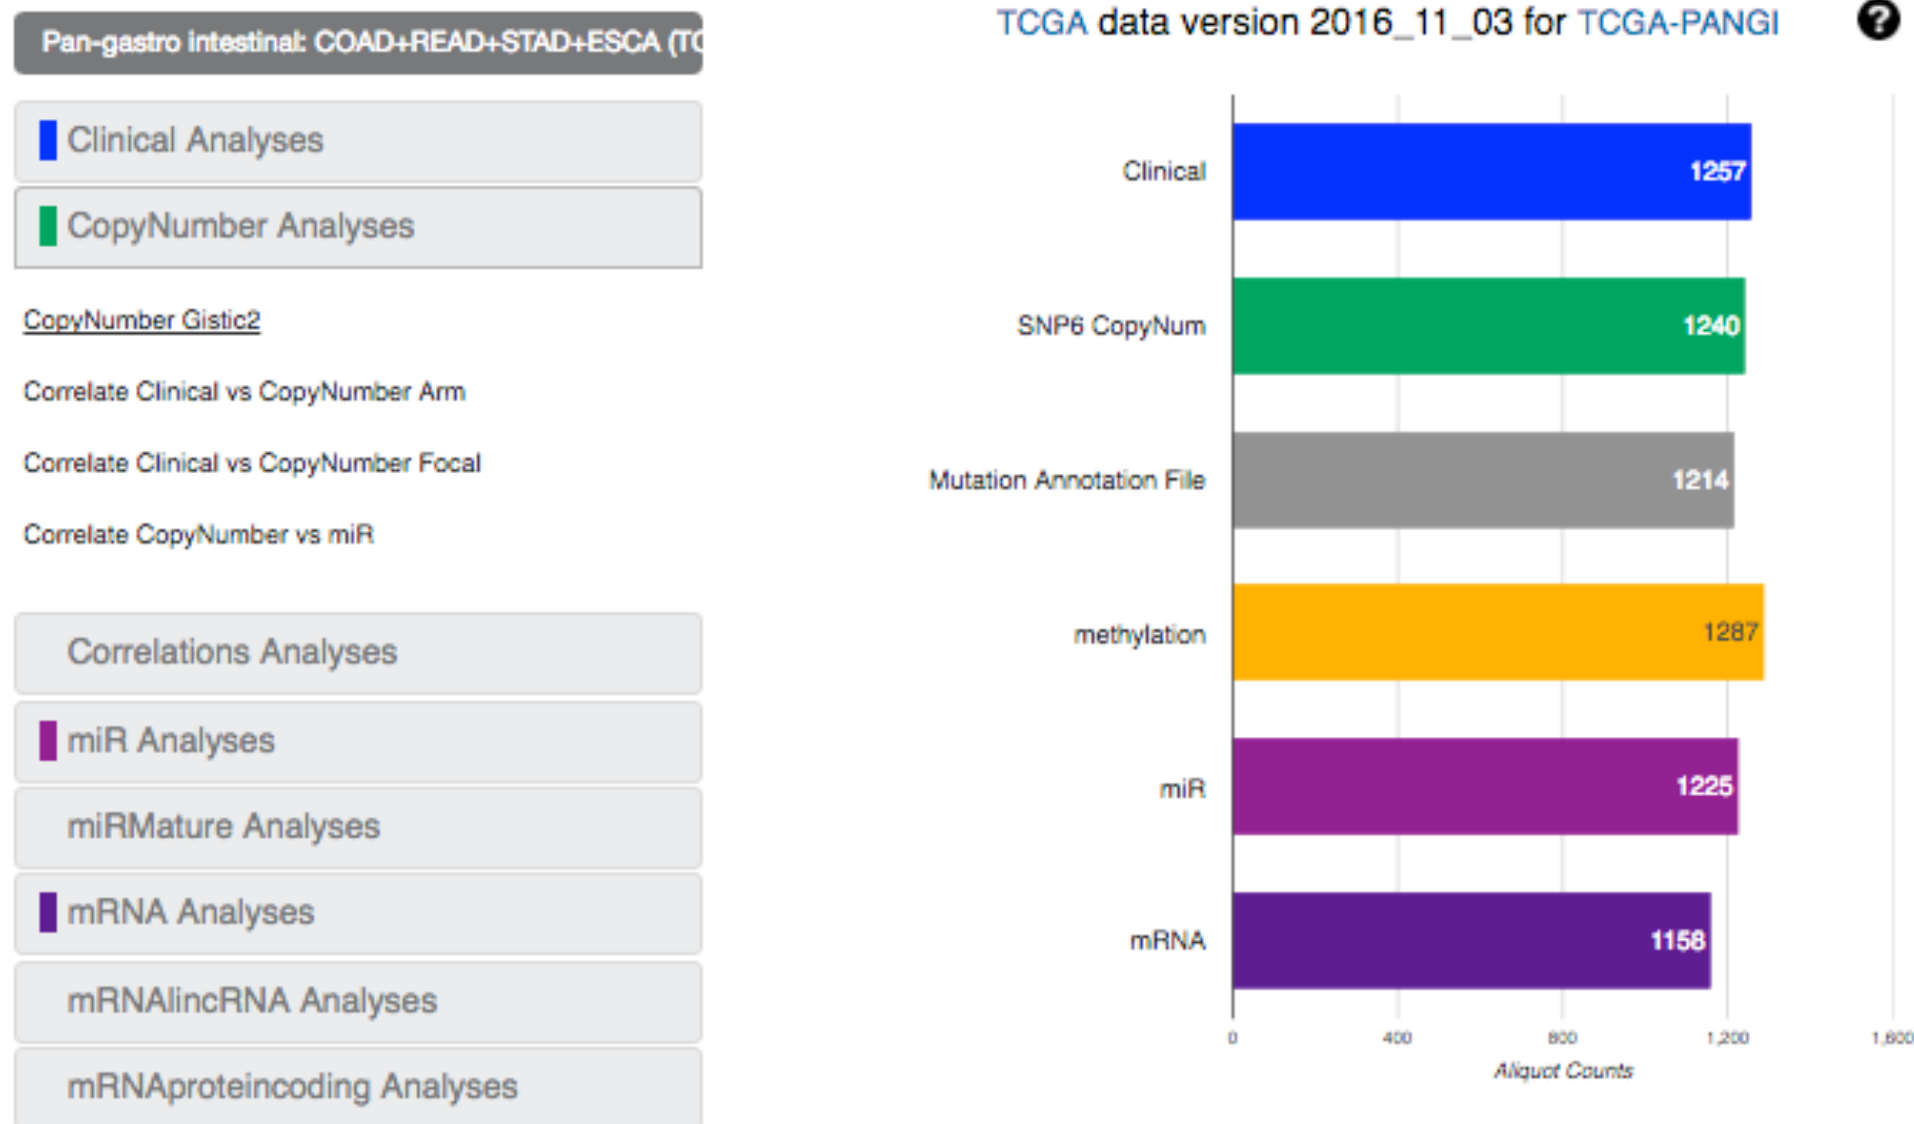 Pan-gastro intestinal: COAD+READ+STAD+ESCA (TC
Clinical Analyses
CopyNumber Analyses
CopyNumber Gistic2
Correlate Clinical vs CopyNumber Arm
Correlate Clinical vs CopyNumber Focal
Correlate CopyNumber vs miR
Correlations Analyses
miR Analyses
miRMature Analyses
mRNA Analyses
mRNAlincRNA Analyses
mRNAproteincoding Analyses
TCGA data version 2016_11_03 for TCGA-PANGI
?
Clinical 1257
SNP6 CopyNum 1240
Mutation Annotation File 1214
methylation 1287
miR 1225
mRNA 1158
0 400 800 1,200 1,600
Aliquot Counts